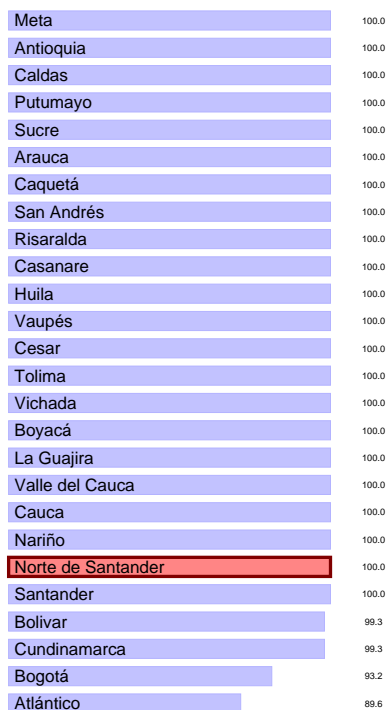 Meta 100.0
Antioquia 100.0
Caldas 100.0
Putumayo 100.0
Sucre 100.0
Arauca 100.0
Caquetá 100.0
San Andrés 100.0
Risaralda 100.0
Casanare 100.0
Huila 100.0
Vaupés 100.0
Cesar 100.0
Tolima 100.0
Vichada 100.0
Boyacá 100.0
La Guajira 100.0
Valle del Cauca 100.0
Cauca 100.0
Nariño 100.0
Norte de Santander 100.0
Santander 100.0
Bolivar 99.3
Cundinamarca 99.3
Bogotá 93.2
Atlántico 89.6